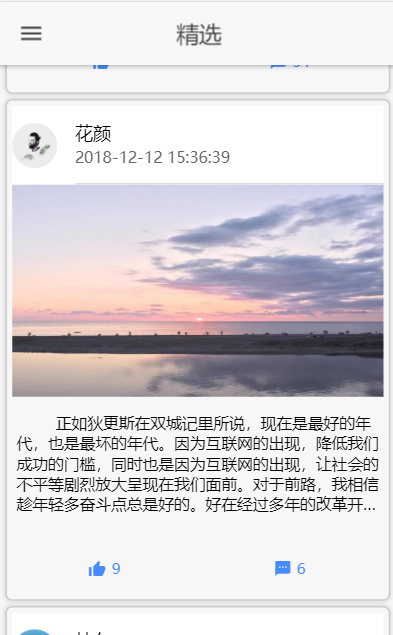 精选
花颜
2018-12-12 15:36:39
正如狄更斯在双城记里所说，现在是最好的年
代，也是最坏的年代。因为互联网的出现，降低我们
成功的门槛，同时也是因为互联网的出现，让社会的
不平等剧烈放大呈现在我们面前。对于前路，我相信
趁年轻多奋斗点总是好的。好在经过多年的改革开...
9 6